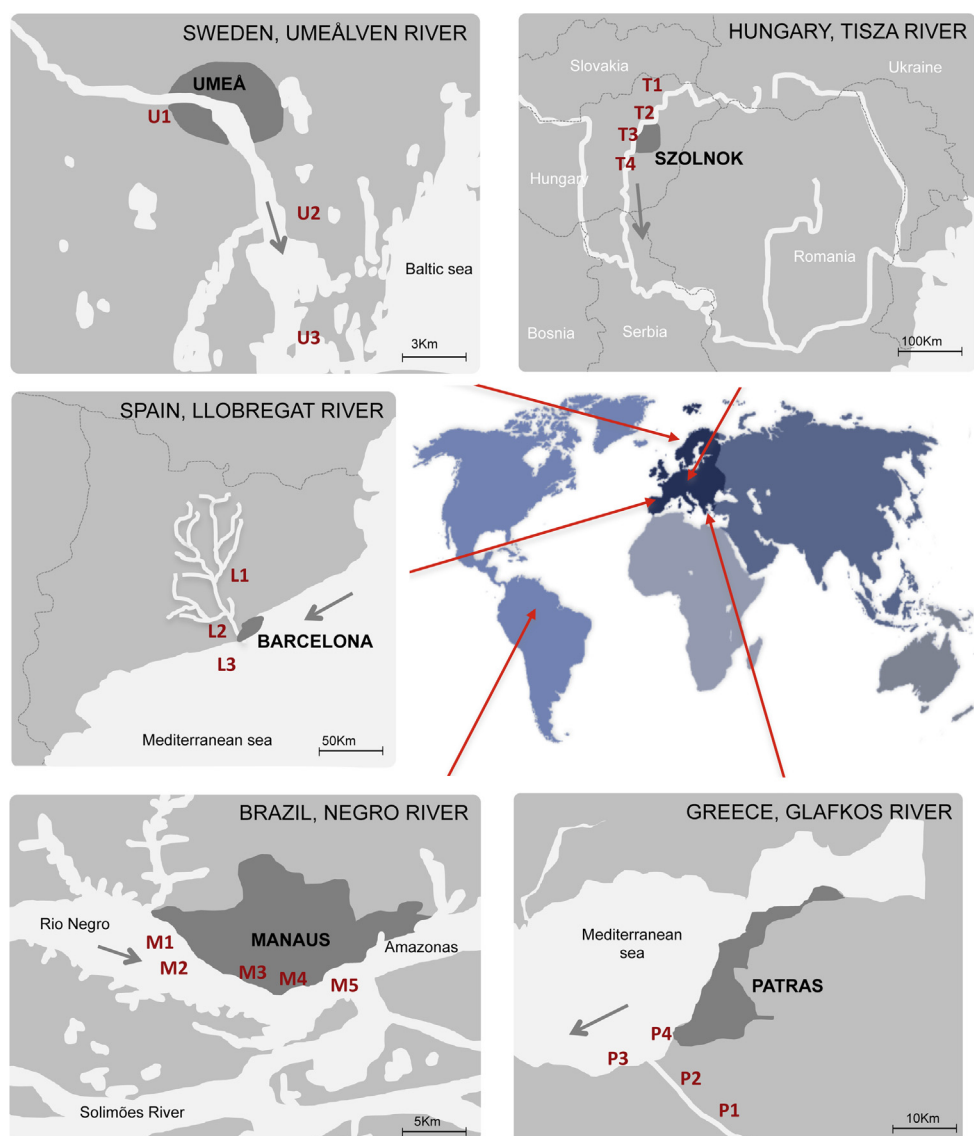 SWEDEN, UMEÅLVEN RIVER
UMEÅ
U1
U2
Baltic sea
U3
3Km
HUNGARY, TISZA RIVER
Slovakia
Ukraine
T1
T2
T3
SZOLNOK
T4
Hungary
Romania
Bosnia
Serbia
100Km
SPAIN, LLOBREGAT RIVER
L1
L2
BARCELONA
L3
Mediterranean sea
50Km
BRAZIL, NEGRO RIVER
Rio Negro
MANAUS
Amazonas
M1
M2
M3
M4
M5
Solimões River
5Km
GREECE, GLAFKOS RIVER
Mediterranean
sea
PATRAS
P4
P3
P2
P1
10Km